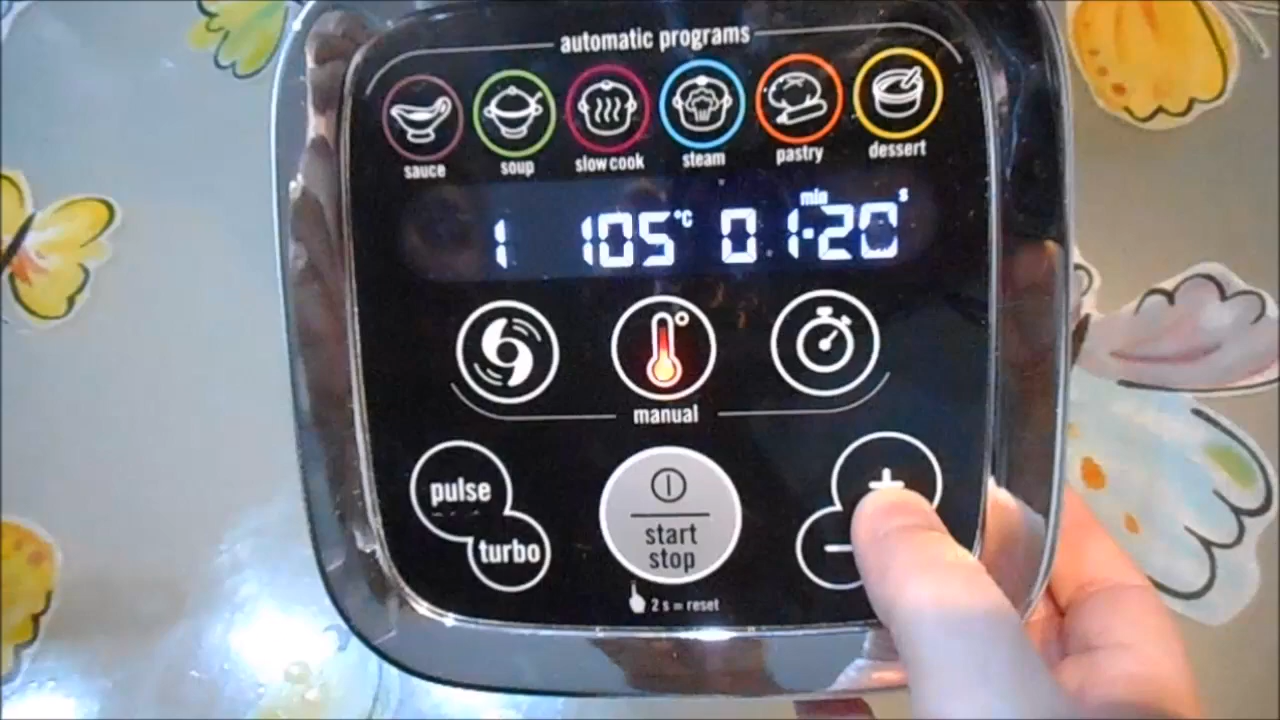 automatic programs
sauce soup slow cook steam pastry dessert
min s
1 105 °C 01:20
manual
pulse
start
stop
turbo
+
-
2 s = reset